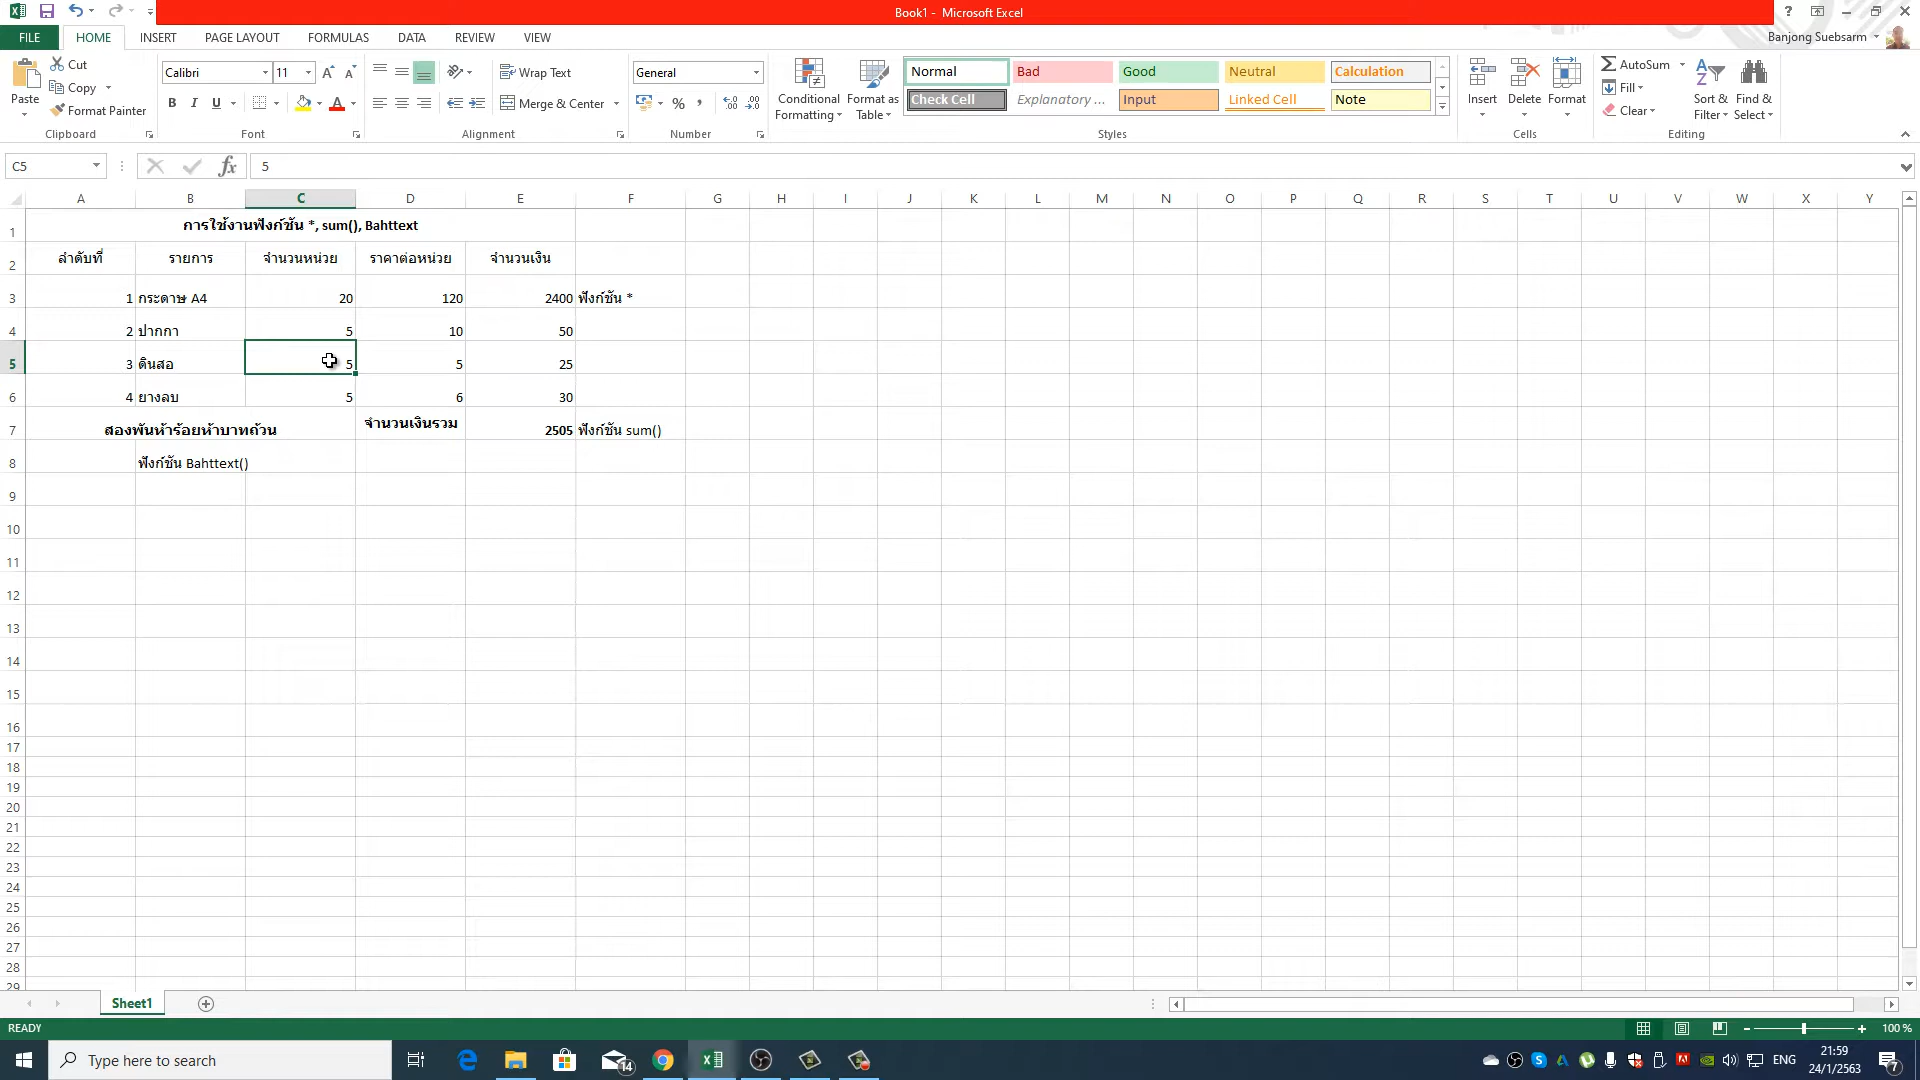 Book1 - Microsoft Excel
FILE HOME INSERT PAGE LAYOUT FORMULAS DATA REVIEW VIEW Banjong Suebsarm
Paste Cut Copy Format Painter Clipboard
Calibri 11 B I U Font
Wrap Text Merge & Center Alignment
General % Number
Conditional Formatting Format as Table
Normal Bad Good Neutral Calculation
Check Cell Explanatory ... Input Linked Cell Note
Styles
Insert Delete Format Cells
AutoSum Fill Clear Sort & Filter Find & Select Editing
C5 fx 5
A B C D E F G H I J K L M N O P Q R S T U V W X Y
1 การใช้งานฟังก์ชัน *, sum(), Bahttext
2 ลำดับที่ รายการ จำนวนหน่วย ราคาต่อหน่วย จำนวนเงิน
3 1 กระดาษ A4 20 120 2400 ฟังก์ชัน *
4 2 ปากกา 5 10 50
5 3 ดินสอ 5 5 25
6 4 ยางลบ 5 6 30
7 สองพันห้าร้อยห้าบาทถ้วน จำนวนเงินรวม 2505 ฟังก์ชัน sum()
8 ฟังก์ชัน Bahttext()
9
10
11
12
13
14
15
16
17
18
19
20
21
22
23
24
25
26
27
28
29
Sheet1
READY 100 %
Type here to search 14 ENG 21:59 24/1/2563 7